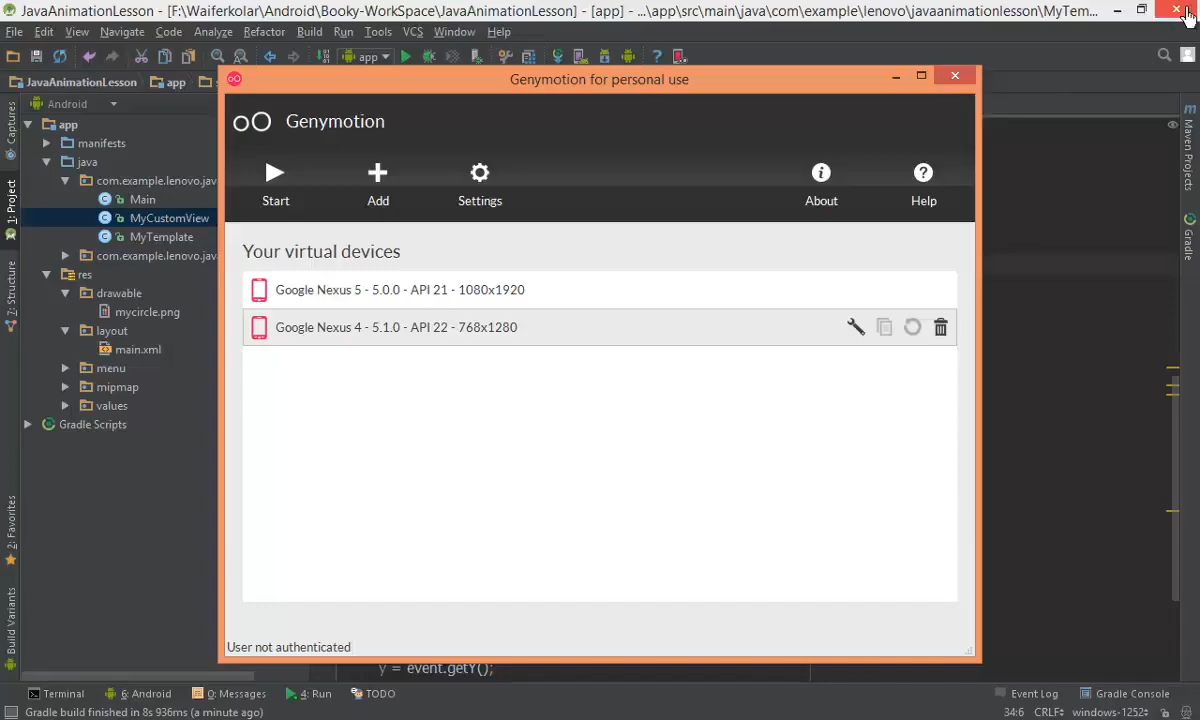 JavaAnimationLesson - [F:\Waiferkolar\Android\Booky-WorkSpace\JavaAnimationLesson] - [app] - ...\app\src\main\java\com\example\lenovo\javaanimationlesson\MyTem...
File Edit View Navigate Code Analyze Refactor Build Run Tools VCS Window Help
app
JavaAnimationLesson app
Genymotion for personal use
Android
Captures
1: Project
7: Structure
2: Favorites
Build Variants
app
manifests
java
com.example.lenovo.jav
Main
MyCustomView
MyTemplate
com.example.lenovo.jav
res
drawable
mycircle.png
layout
main.xml
menu
mipmap
values
Gradle Scripts
Genymotion
Start Add Settings About Help
Your virtual devices
Google Nexus 5 - 5.0.0 - API 21 - 1080x1920
Google Nexus 4 - 5.1.0 - API 22 - 768x1280
User not authenticated
y = event.getY();
Maven Projects
Gradle
Terminal 6: Android 0: Messages 4: Run TODO Event Log Gradle Console
Gradle build finished in 8s 936ms (a minute ago) 34:6 CRLF windows-1252